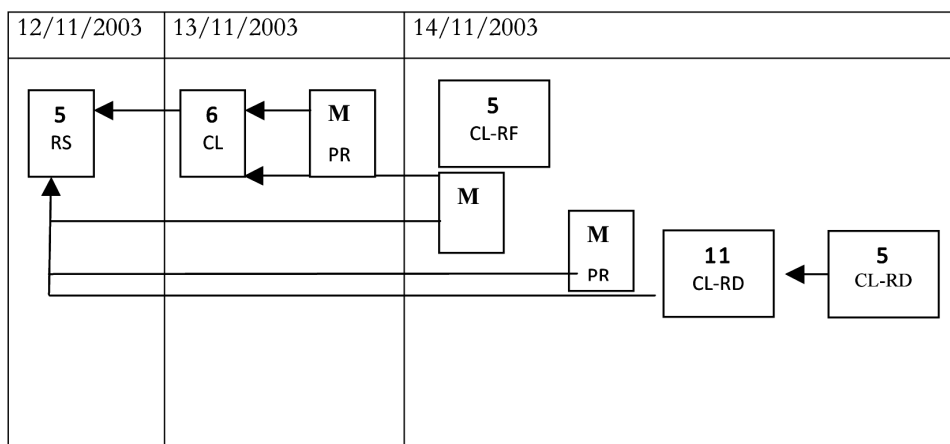 12/11/2003
13/11/2003
14/11/2003
5
RS
6
CL
M
PR
5
CL-RF
M
M
PR
11
CL-RD
5
CL-RD